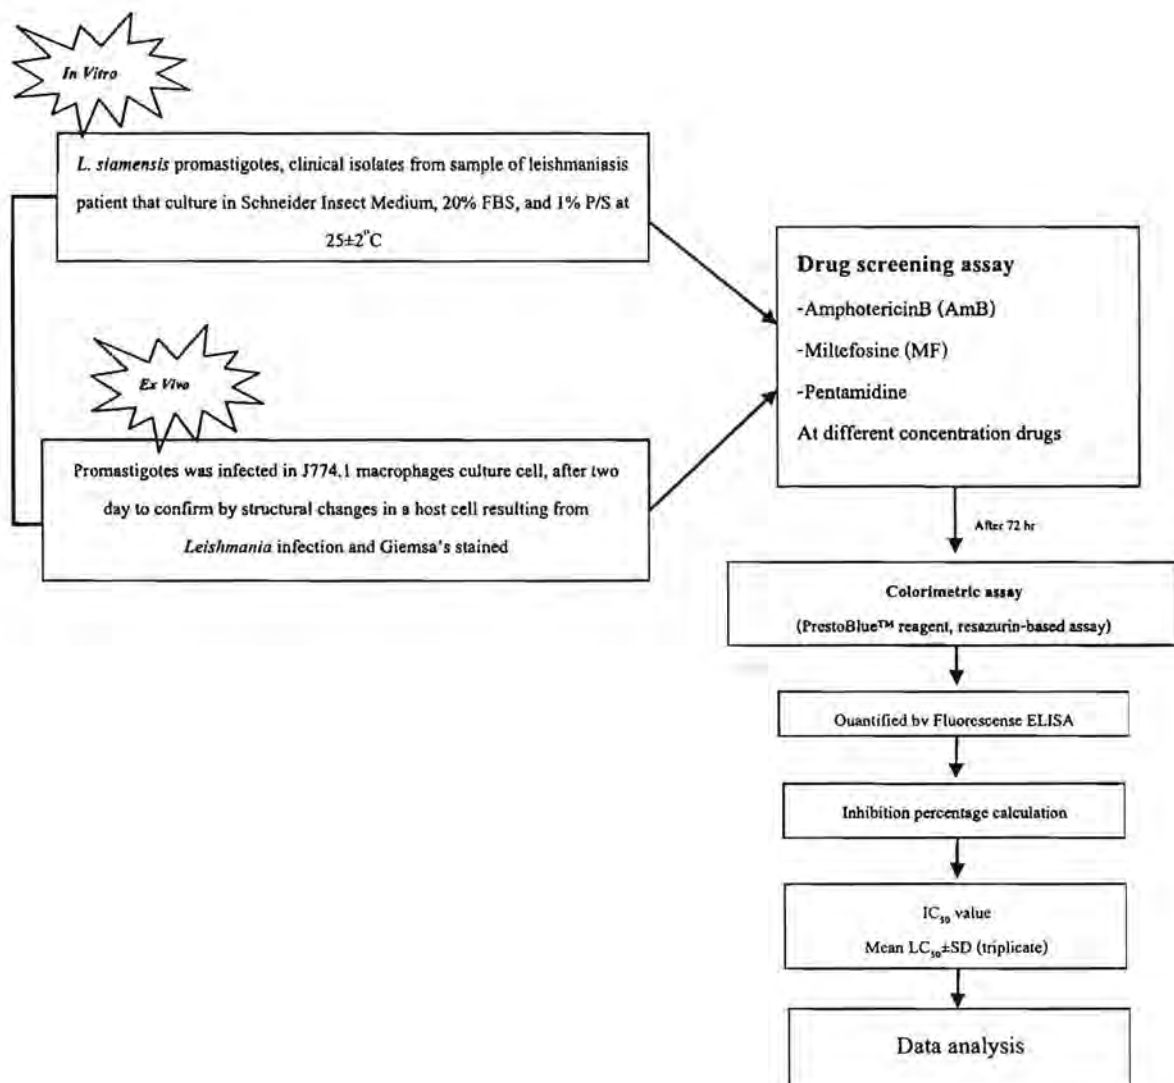 In Vitro
L. siamensis promastigotes, clinical isolates from sample of leishmaniasis
patient that culture in Schneider Insect Medium, 20% FBS, and 1% P/S at
25±2°C
Ex Vivo
Promastigotes was infected in J774.1 macrophages culture cell, after two
day to confirm by structural changes in a host cell resulting from
Leishmania infection and Giemsa's stained
Drug screening assay
-AmphotericinB (AmB)
-Miltefosine (MF)
-Pentamidine
At different concentration drugs
After 72 hr
Colorimetric assay
(PrestoBlue™ reagent, resazurin-based assay)
Quantified by Fluorescense ELISA
Inhibition percentage calculation
IC₅₀ value
Mean LC₅₀±SD (triplicate)
Data analysis